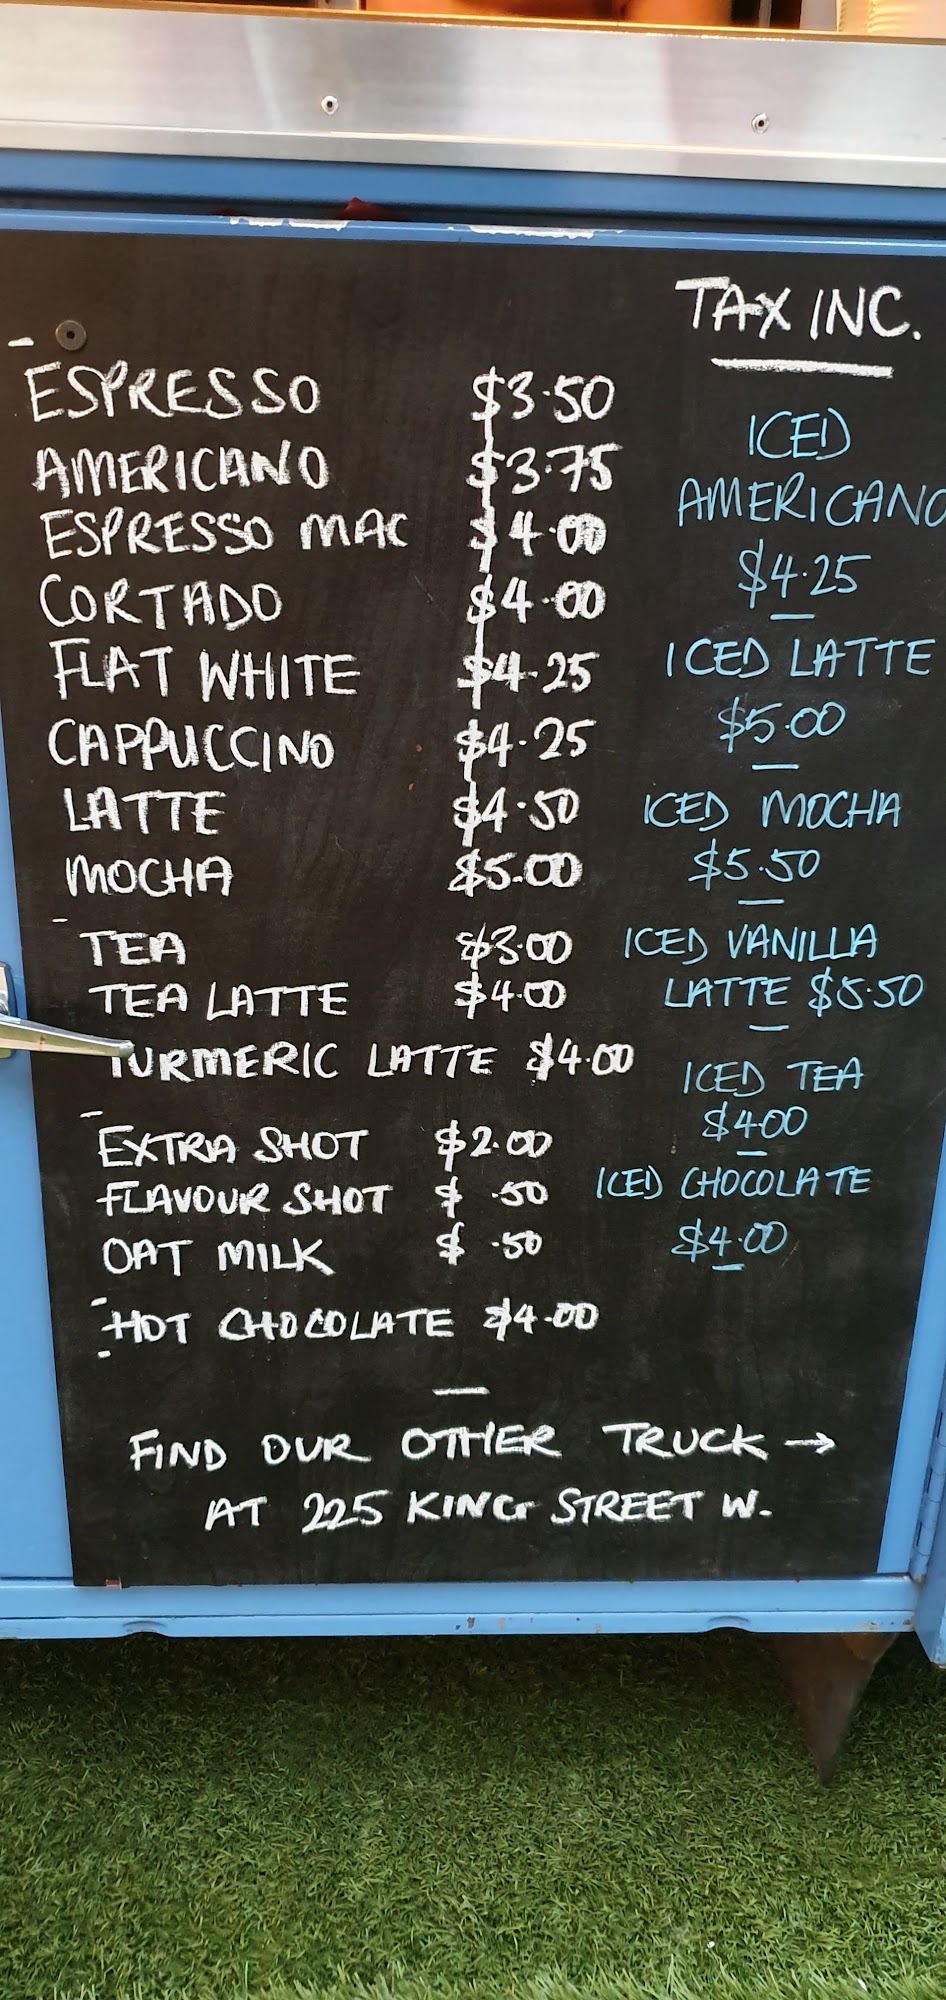 TAX INC.
ESPRESSO $3.50
AMERICANO $3.75
ESPRESSO MAC $4.00
CORTADO $4.00
FLAT WHITE $4.25
CAPPUCCINO $4.25
LATTE $4.50
MOCHA $5.00
TEA $3.00
TEA LATTE $4.00
TURMERIC LATTE $4.00
EXTRA SHOT $2.00
FLAVOUR SHOT $ .50
OAT MILK $ .50
HOT CHOCOLATE $4.00
ICED
AMERICANO
$4.25
ICED LATTE
$5.00
ICED MOCHA
$5.50
ICED VANILLA
LATTE $5.50
ICED TEA
$4.00
ICED CHOCOLATE
$4.00
FIND OUR OTHER TRUCK →
AT 225 KING STREET W.